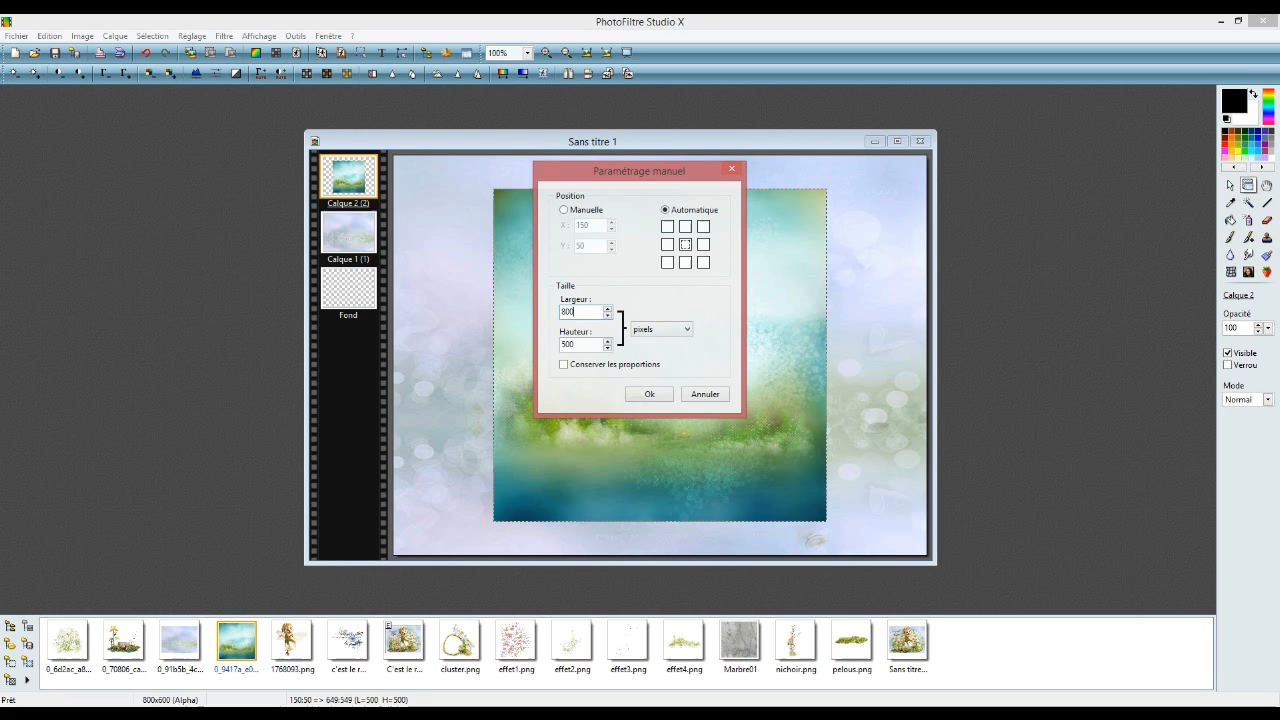 PhotoFiltre Studio X
Fichier Edition Image Calque Sélection Réglage Filtre Affichage Outils Fenêtre ?
100%
Sans titre 1
Paramétrage manuel
Position
Manuelle Automatique
X : 150
Y : 50
Taille
Largeur :
800
Hauteur :
500
pixels
Conserver les proportions
Ok Annuler
Calque 2 (2)
Calque 1 (1)
Fond
Calque 2
Opacité
100
Visible
Verrou
Mode
Normal
0_6d2ac_a8... 0_70806_ca... 0_91b5b_4c... 0_9417a_e0... 1768093.png c'est le r... C'est le r... cluster.png effet1.png effet2.png effet3.png effet4.png Marbre01 nichoir.png pelous.png Sans titre...
Prêt 800x600 (Alpha) 150:50 => 649:549 (L=500 H=500)